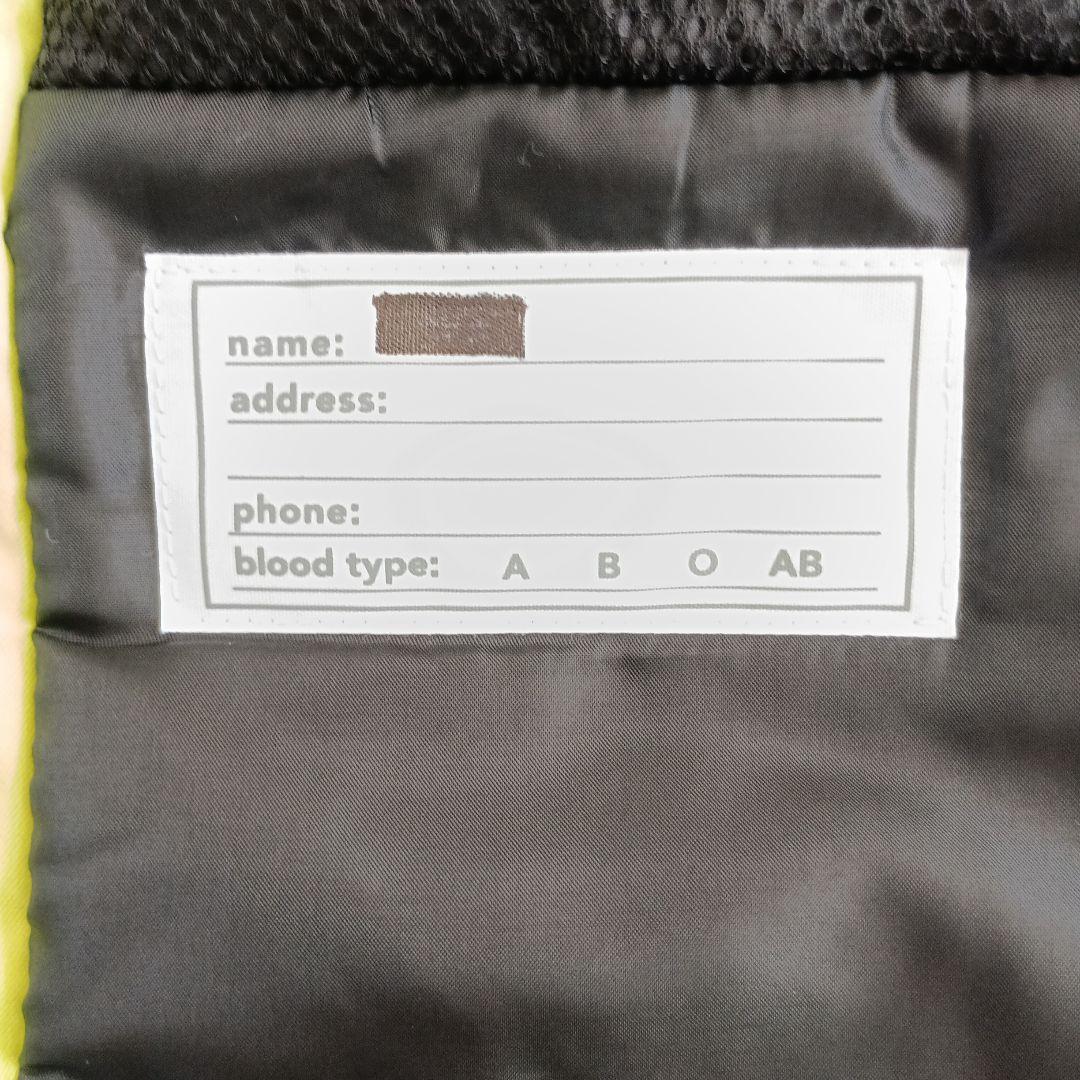 name:
address:
phone:
blood type: A B O AB